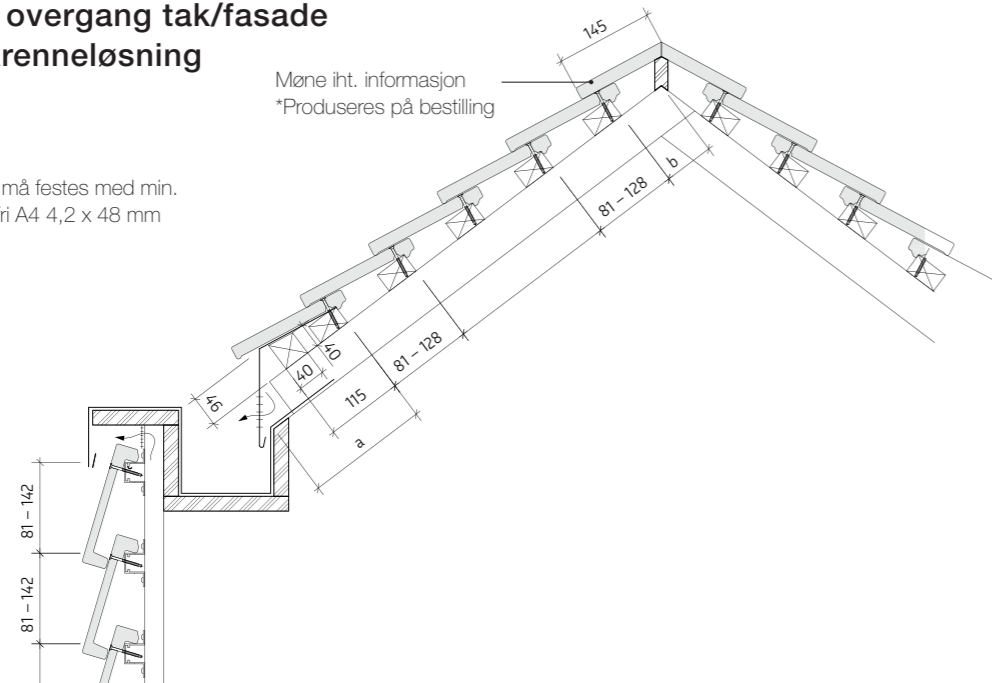 overgang tak/fasade
renneløsning
Møne iht. informasjon
*Produseres på bestilling
må festes med min.
ri A4 4,2 x 48 mm
145
b
81 – 128
81 – 128
40
40
115
a
46
81 – 142
81 – 142